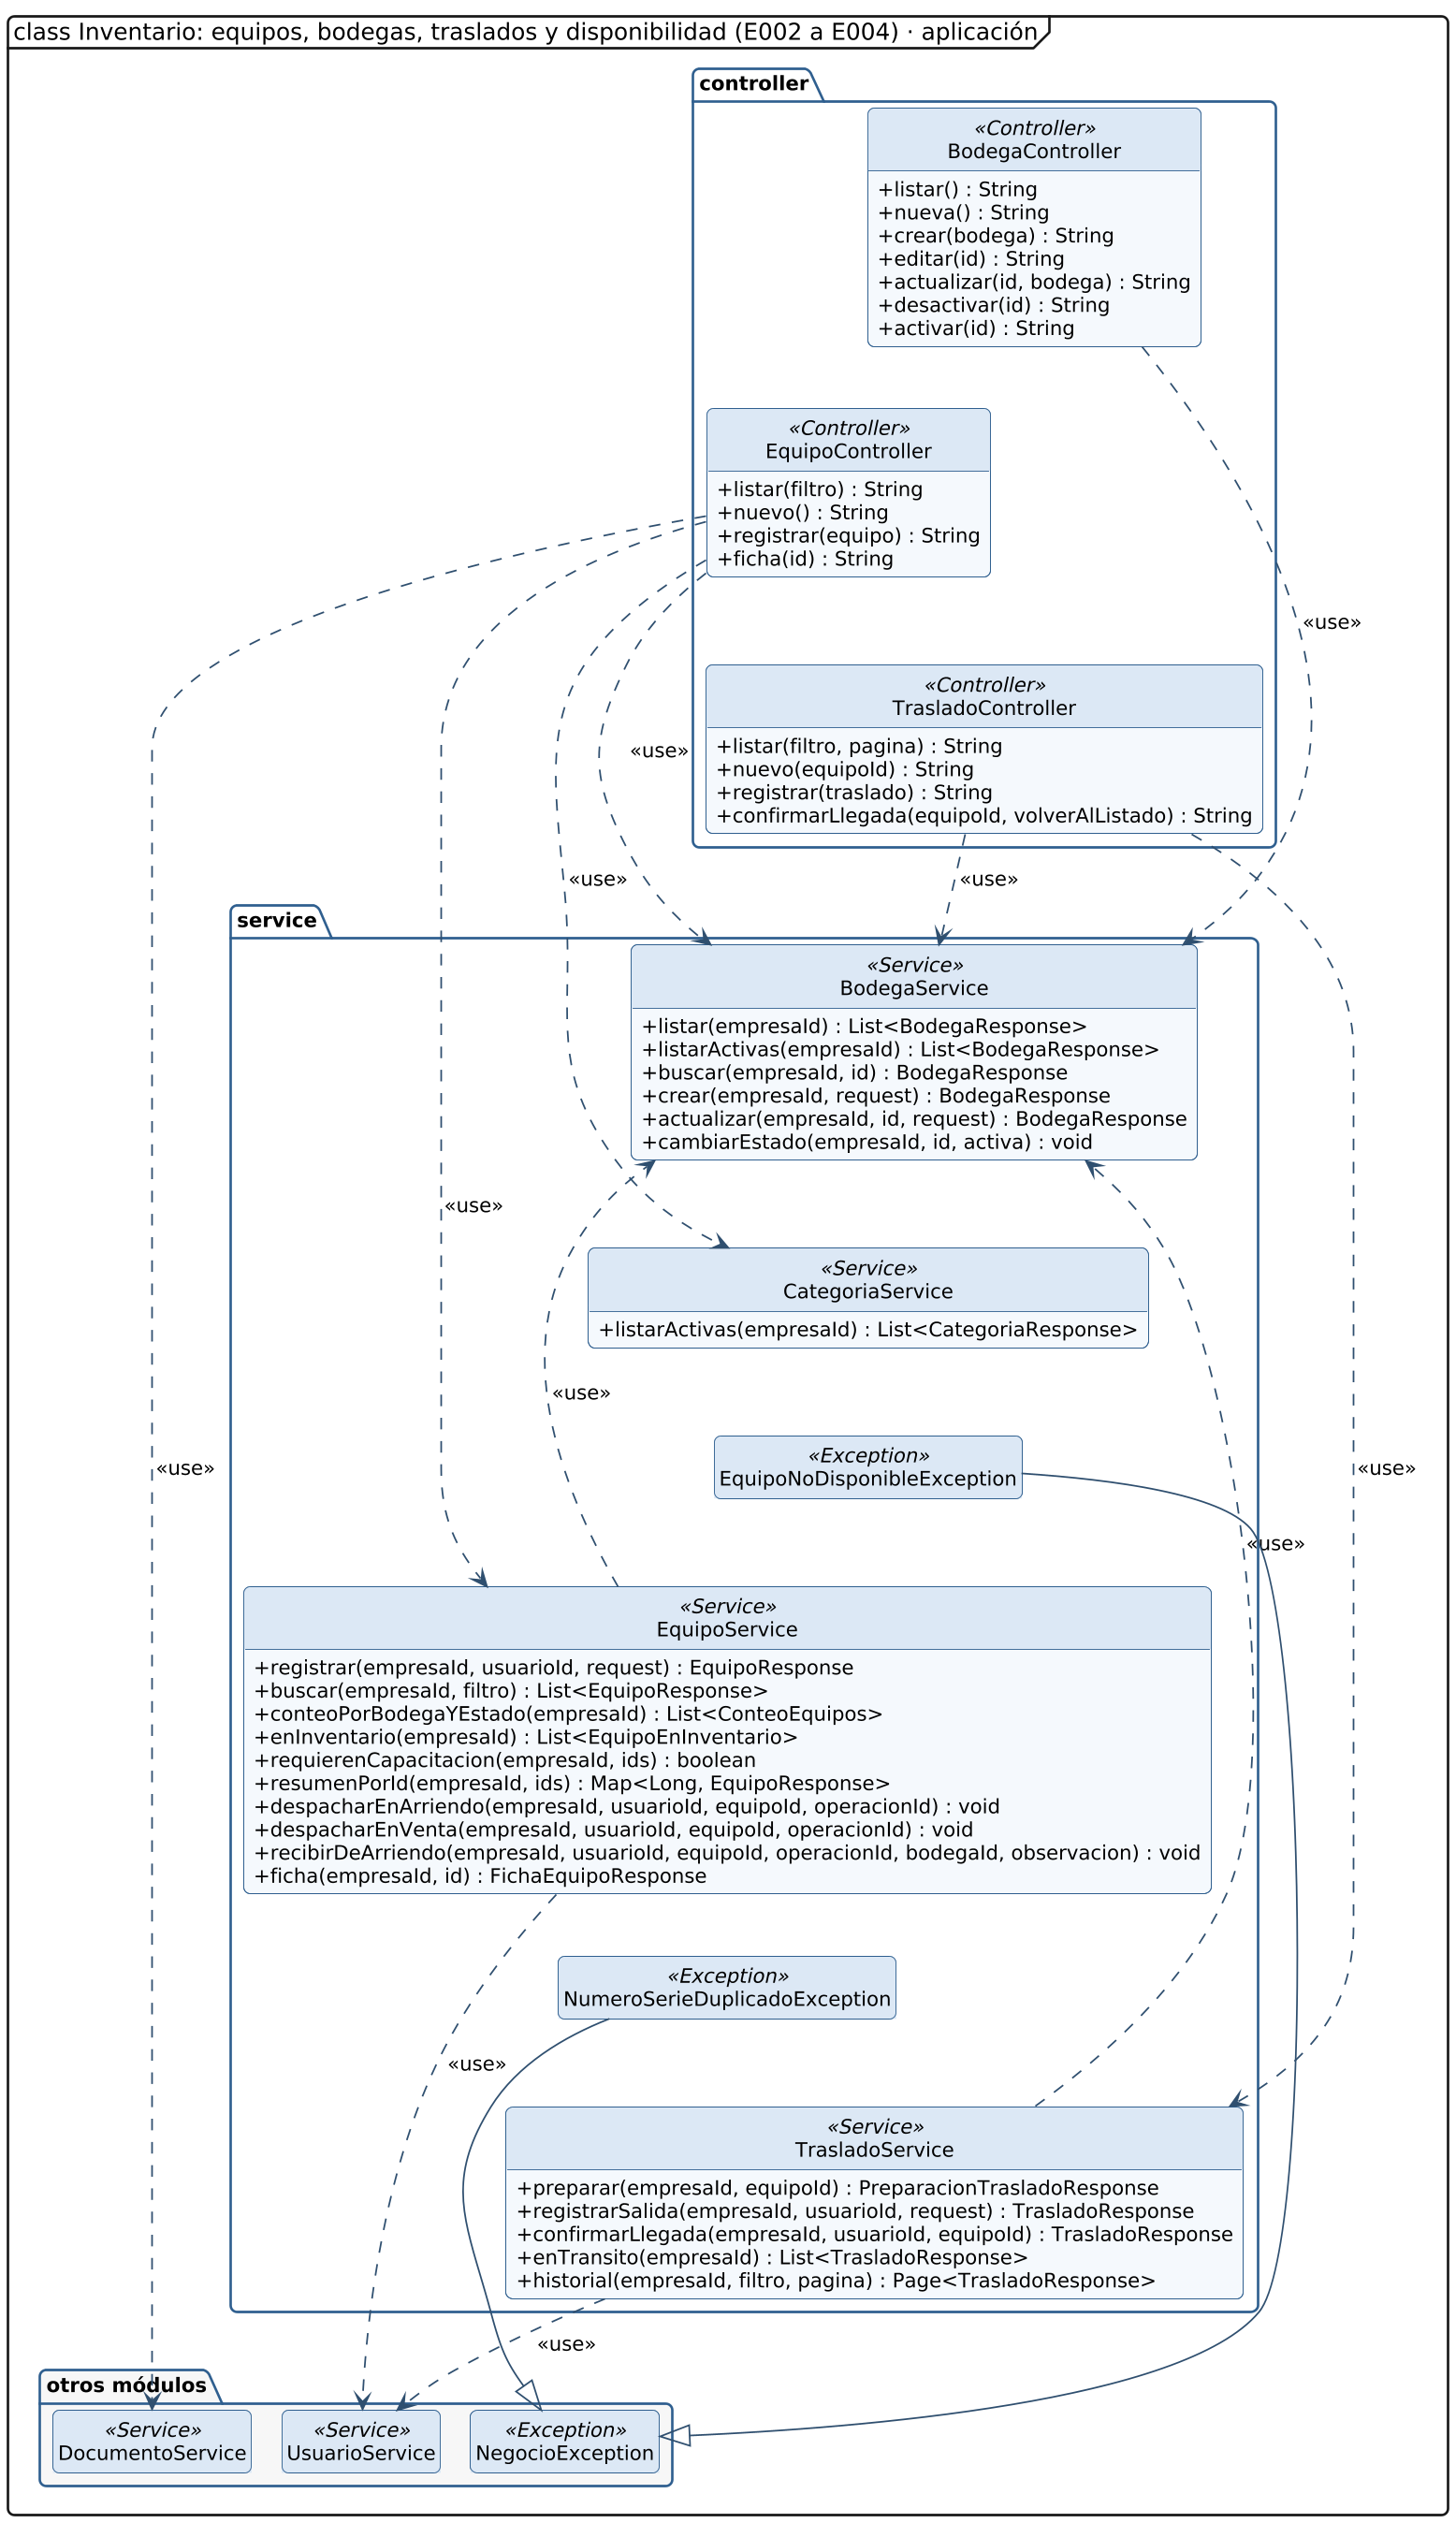 class Inventario: equipos, bodegas, traslados y disponibilidad (E002 a E004) · aplicación
controller
«Controller»
BodegaController
+listar() : String
+nueva() : String
+crear(bodega) : String
+editar(id) : String
+actualizar(id, bodega) : String
+desactivar(id) : String
+activar(id) : String
«Controller»
EquipoController
+listar(filtro) : String
+nuevo() : String
+registrar(equipo) : String
+ficha(id) : String
«use»
«Controller»
TrasladoController
+listar(filtro, pagina) : String
+nuevo(equipoId) : String
+registrar(traslado) : String
+confirmarLlegada(equipoId, volverAlListado) : String
«use»
«use»
«use»
service
«Service»
BodegaService
+listar(empresaId) : List<BodegaResponse>
+listarActivas(empresaId) : List<BodegaResponse>
+buscar(empresaId, id) : BodegaResponse
+crear(empresaId, request) : BodegaResponse
+actualizar(empresaId, id, request) : BodegaResponse
+cambiarEstado(empresaId, id, activa) : void
«use»
«Service»
CategoriaService
+listarActivas(empresaId) : List<CategoriaResponse>
«use»
«Exception»
EquipoNoDisponibleException
«use»
«use»
«use»
«Service»
EquipoService
+registrar(empresaId, usuarioId, request) : EquipoResponse
+buscar(empresaId, filtro) : List<EquipoResponse>
+conteoPorBodegaYEstado(empresaId) : List<ConteoEquipos>
+enInventario(empresaId) : List<EquipoEnInventario>
+requierenCapacitacion(empresaId, ids) : boolean
+resumenPorId(empresaId, ids) : Map<Long, EquipoResponse>
+despacharEnArriendo(empresaId, usuarioId, equipoId, operacionId) : void
+despacharEnVenta(empresaId, usuarioId, equipoId, operacionId) : void
+recibirDeArriendo(empresaId, usuarioId, equipoId, operacionId, bodegaId, observacion) : void
+ficha(empresaId, id) : FichaEquipoResponse
«Exception»
NumeroSerieDuplicadoException
«use»
«Service»
TrasladoService
+preparar(empresaId, equipoId) : PreparacionTrasladoResponse
+registrarSalida(empresaId, usuarioId, request) : TrasladoResponse
+confirmarLlegada(empresaId, usuarioId, equipoId) : TrasladoResponse
+enTransito(empresaId) : List<TrasladoResponse>
+historial(empresaId, filtro, pagina) : Page<TrasladoResponse>
«use»
otros módulos
«Service»
DocumentoService
«Service»
UsuarioService
«Exception»
NegocioException